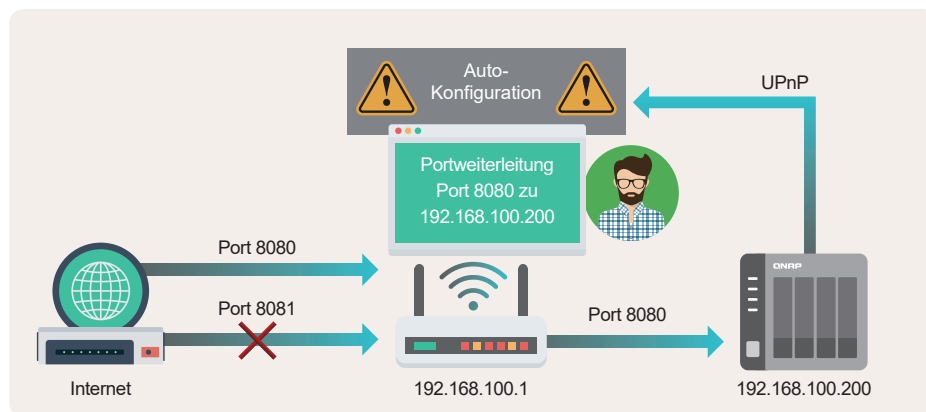 Auto-
Konfiguration
UPnP
Portweiterleitung
Port 8080 zu
192.168.100.200
Port 8080
Port 8081
Port 8080
QNAP
Internet
192.168.100.1
192.168.100.200